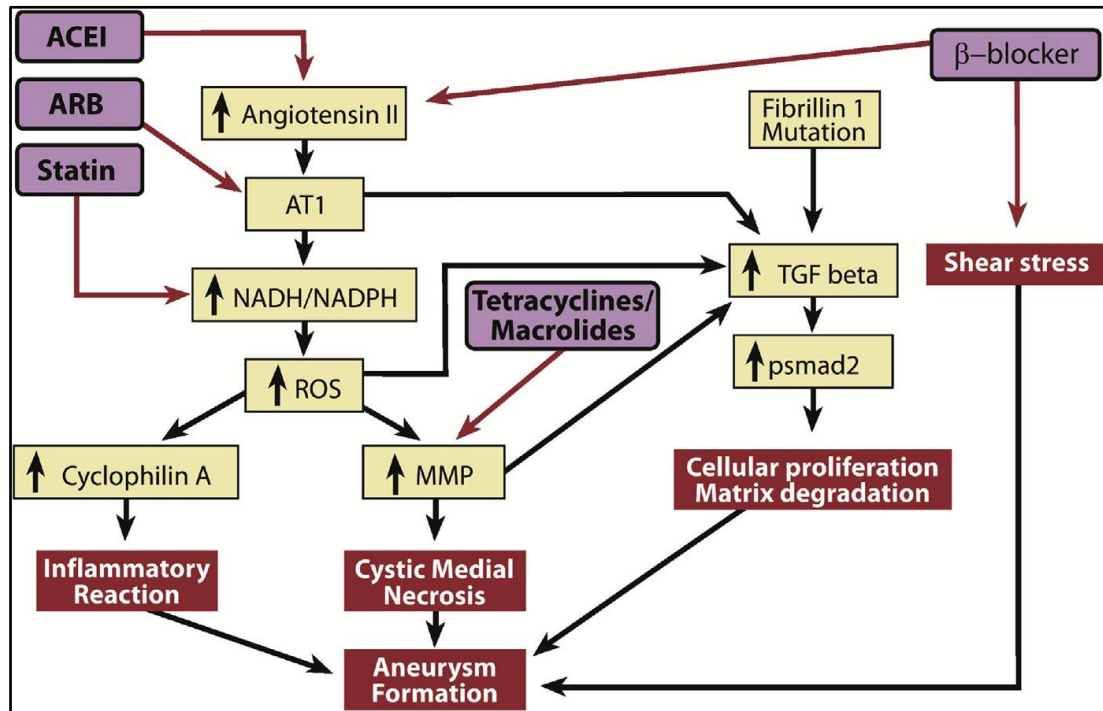 ACEI
β–blocker
ARB
Angiotensin II
Fibrillin 1
Mutation
Statin
AT1
TGF beta
Shear stress
NADH/NADPH
Tetracyclines/
Macrolides
psmad2
ROS
Cyclophilin A
MMP
Cellular proliferation
Matrix degradation
Inflammatory
Reaction
Cystic Medial
Necrosis
Aneurysm
Formation